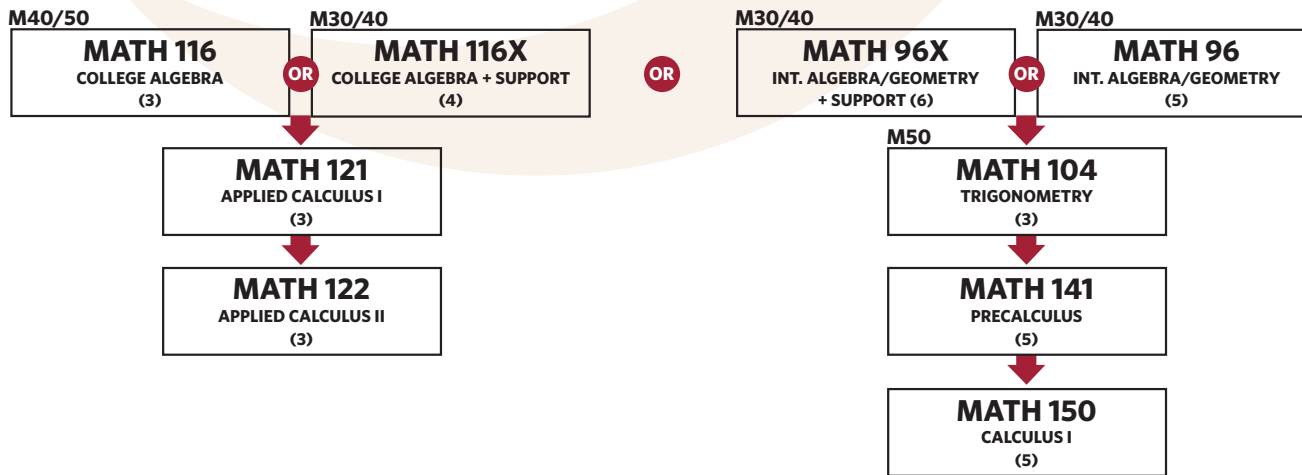 M40/50
MATH 116
COLLEGE ALGEBRA
(3)
OR
M30/40
MATH 116X
COLLEGE ALGEBRA + SUPPORT
(4)
OR
M30/40
MATH 96X
INT. ALGEBRA/GEOMETRY
+ SUPPORT (6)
OR
M30/40
MATH 96
INT. ALGEBRA/GEOMETRY
(5)
MATH 121
APPLIED CALCULUS I
(3)
MATH 122
APPLIED CALCULUS II
(3)
M50
MATH 104
TRIGONOMETRY
(3)
MATH 141
PRECALCULUS
(5)
MATH 150
CALCULUS I
(5)